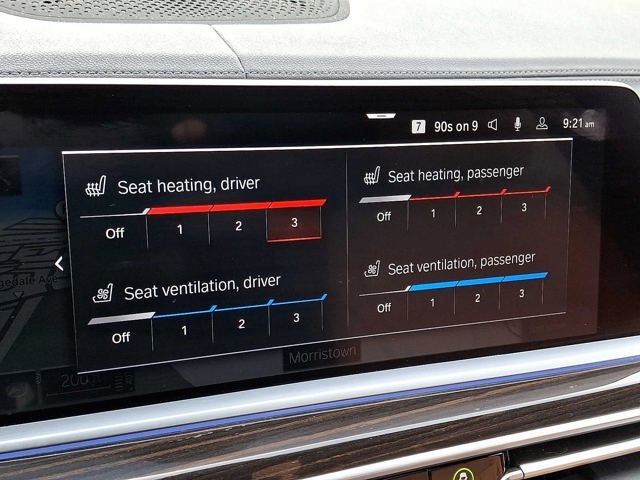 7 90s on 9 9:21 am
Seat heating, driver
Off 1 2 3
Seat heating, passenger
Off 1 2 3
Seat ventilation, driver
Off 1 2 3
Seat ventilation, passenger
Off 1 2 3
Morristown